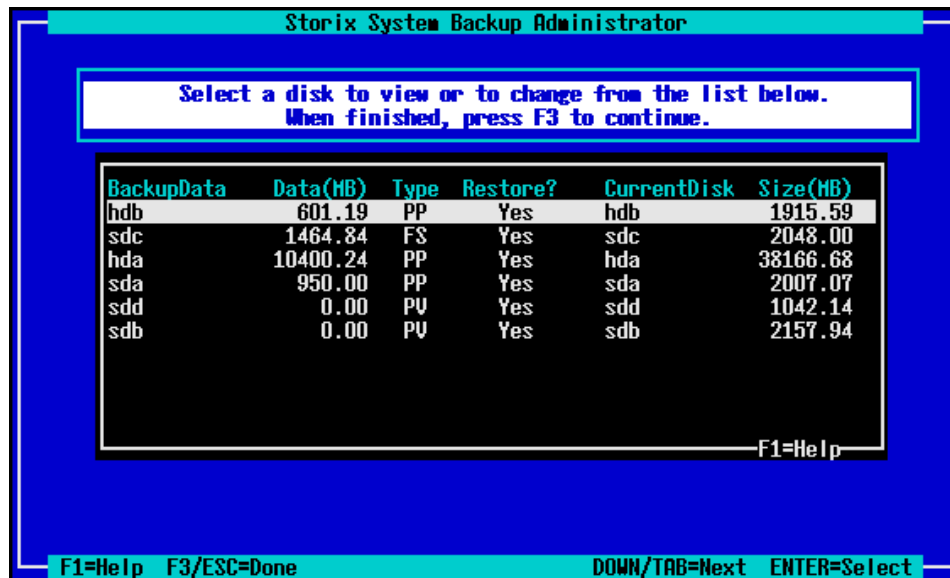 Storix System Backup Administrator
Select a disk to view or to change from the list below.
When finished, press F3 to continue.
BackupData Data(MB) Type Restore? CurrentDisk Size(MB)
hdb 601.19 PP Yes hdb 1915.59
sdc 1464.84 FS Yes sdc 2048.00
hda 10400.24 PP Yes hda 38166.68
sda 950.00 PP Yes sda 2007.07
sdd 0.00 PV Yes sdd 1042.14
sdb 0.00 PV Yes sdb 2157.94
F1=Help
F1=Help F3/ESC=Done DOWN/TAB=Next ENTER=Select